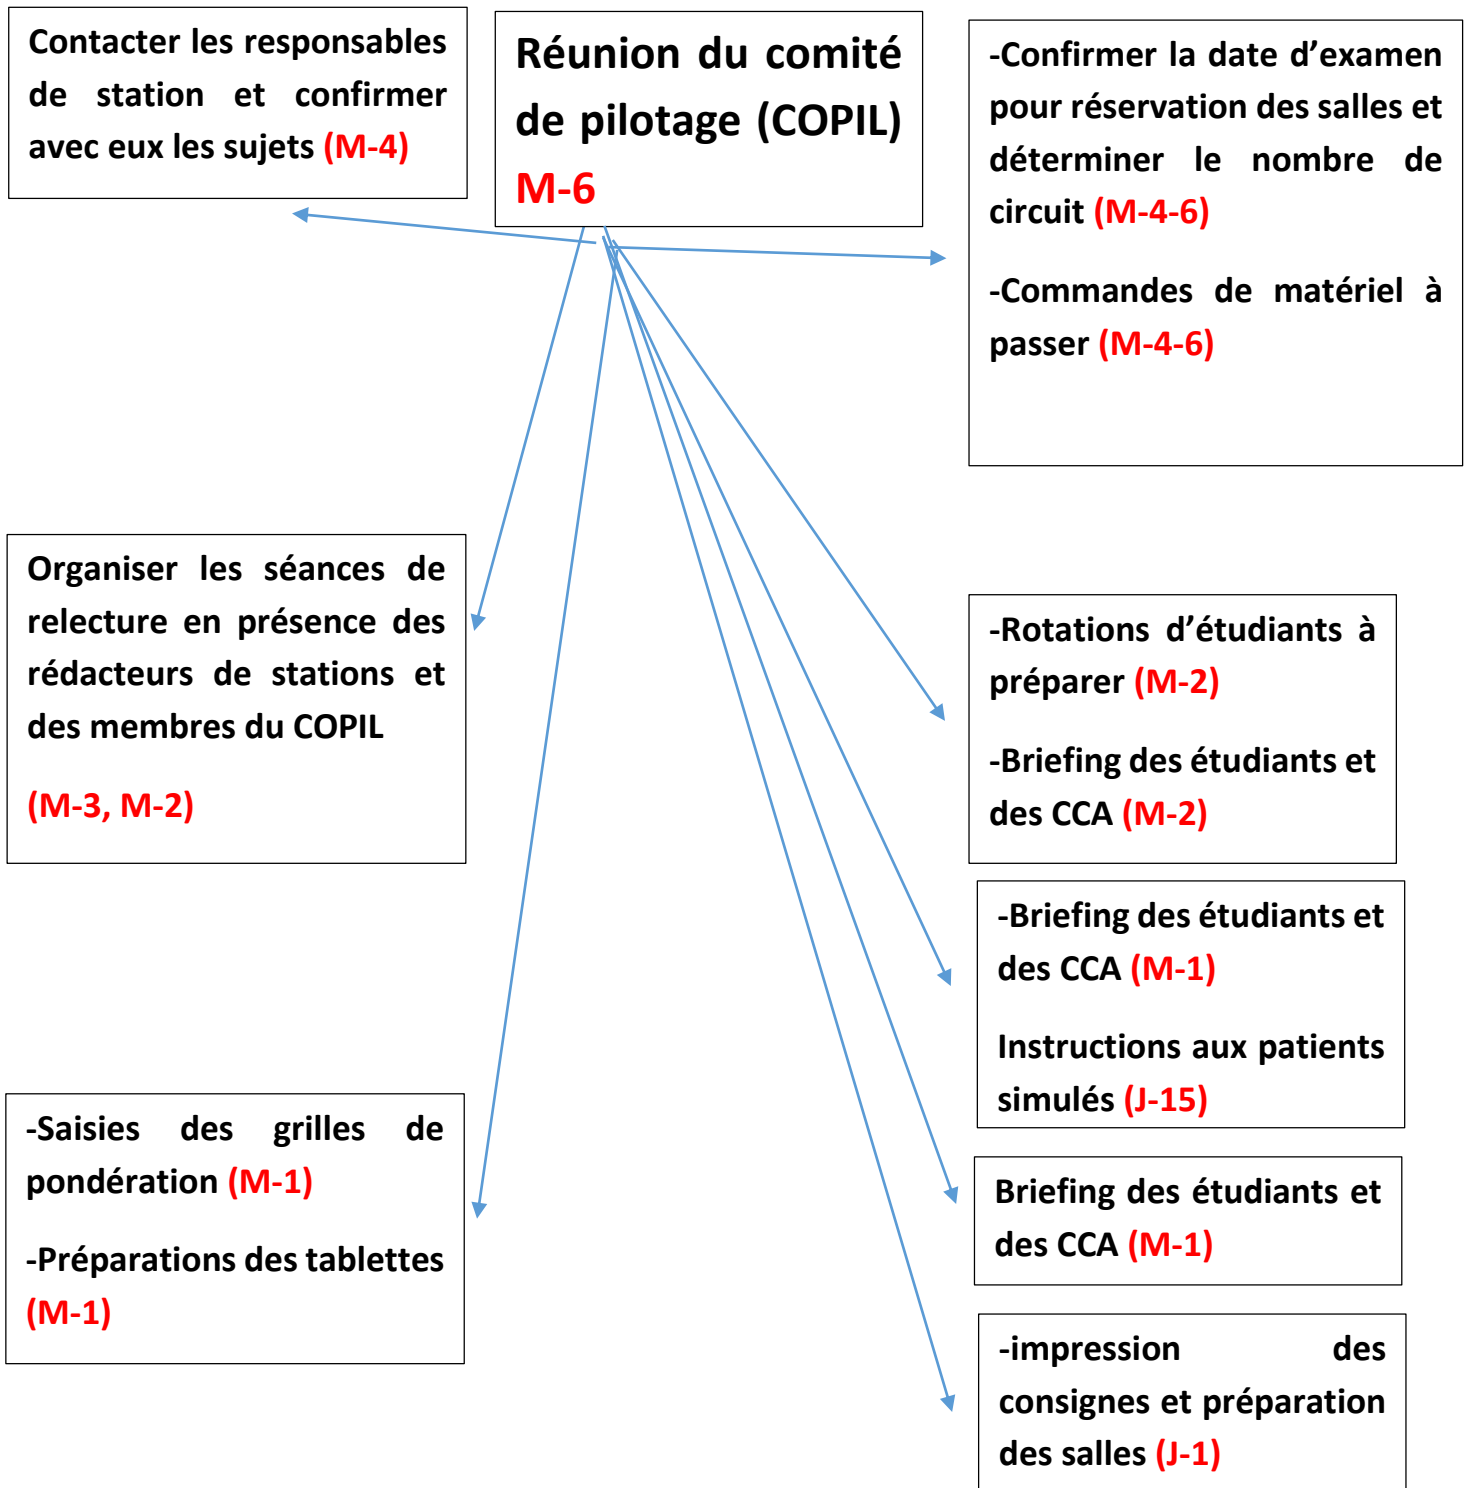 Contacter les responsables
de station et confirmer
avec eux les sujets (M-4)
Réunion du comité
de pilotage (COPIL)
M-6
-Confirmer la date d’examen
pour réservation des salles et
déterminer le nombre de
circuit (M-4-6)
-Commandes de matériel à
passer (M-4-6)
Organiser les séances de
relecture en présence des
rédacteurs de stations et
des membres du COPIL
(M-3, M-2)
-Rotations d’étudiants à
préparer (M-2)
-Briefing des étudiants et
des CCA (M-2)
-Briefing des étudiants et
des CCA (M-1)
Instructions aux patients
simulés (J-15)
-Saisies des grilles de
pondération (M-1)
-Préparations des tablettes
(M-1)
Briefing des étudiants et
des CCA (M-1)
-impression des
consignes et préparation
des salles (J-1)